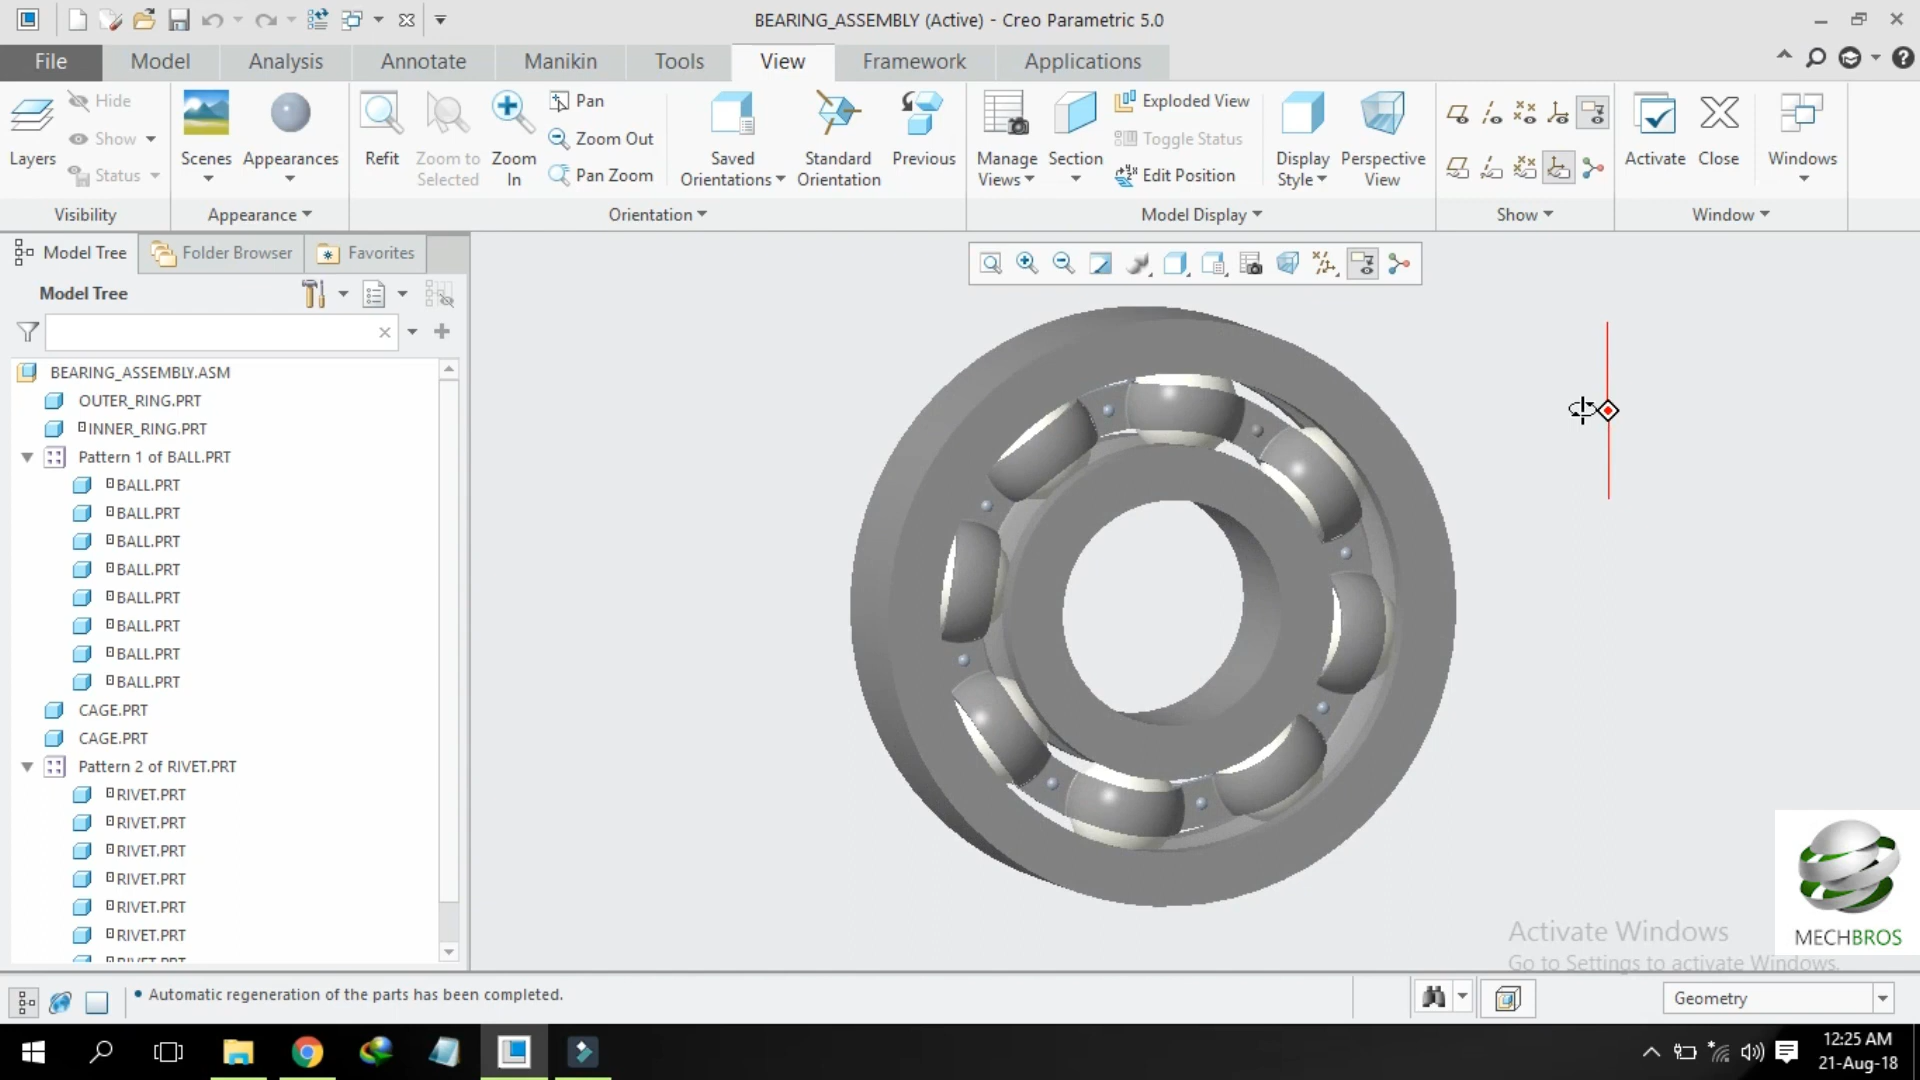 BEARING_ASSEMBLY (Active) - Creo Parametric 5.0
File Model Analysis Annotate Manikin Tools View Framework Applications
Layers
Hide
Show
Status
Visibility
Scenes
Appearances
Appearance
Refit
Zoom to Selected
Zoom In
Pan
Zoom Out
Pan Zoom
Saved Orientations
Standard Orientation
Previous
Orientation
Manage Views
Section
Exploded View
Toggle Status
Edit Position
Display Style
Perspective View
Model Display
Show
Activate
Close
Windows
Window
Model Tree Folder Browser Favorites
Model Tree
BEARING_ASSEMBLY.ASM
OUTER_RING.PRT
INNER_RING.PRT
Pattern 1 of BALL.PRT
BALL.PRT
BALL.PRT
BALL.PRT
BALL.PRT
BALL.PRT
BALL.PRT
BALL.PRT
BALL.PRT
CAGE.PRT
CAGE.PRT
Pattern 2 of RIVET.PRT
RIVET.PRT
RIVET.PRT
RIVET.PRT
RIVET.PRT
RIVET.PRT
RIVET.PRT
RIVET.PRT
MECHBROS
Activate Windows
Go to Settings to activate Windows.
Automatic regeneration of the parts has been completed.
Geometry
12:25 AM
21-Aug-18